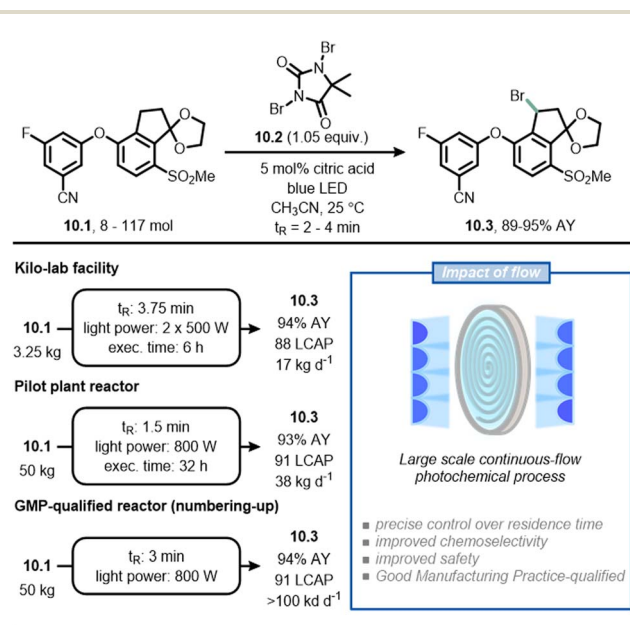 Br
O
N
N
Br
O
10.2 (1.05 equiv.)
F
O
O
O
SO₂Me
CN
10.1, 8 - 117 mol
5 mol% citric acid
blue LED
CH₃CN, 25 °C
tR = 2 - 4 min
Br
F
O
O
O
SO₂Me
CN
10.3, 89-95% AY
Kilo-lab facility
10.1
3.25 kg
tR: 3.75 min
light power: 2 x 500 W
exec. time: 6 h
10.3
94% AY
88 LCAP
17 kg d⁻¹
Pilot plant reactor
10.1
50 kg
tR: 1.5 min
light power: 800 W
exec. time: 32 h
10.3
93% AY
91 LCAP
38 kg d⁻¹
GMP-qualified reactor (numbering-up)
10.1
50 kg
tR: 3 min
light power: 800 W
10.3
94% AY
91 LCAP
>100 kd d⁻¹
Impact of flow
Large scale continuous-flow
photochemical process
■ precise control over residence time
■ improved chemoselectivity
■ improved safety
■ Good Manufacturing Practice-qualified